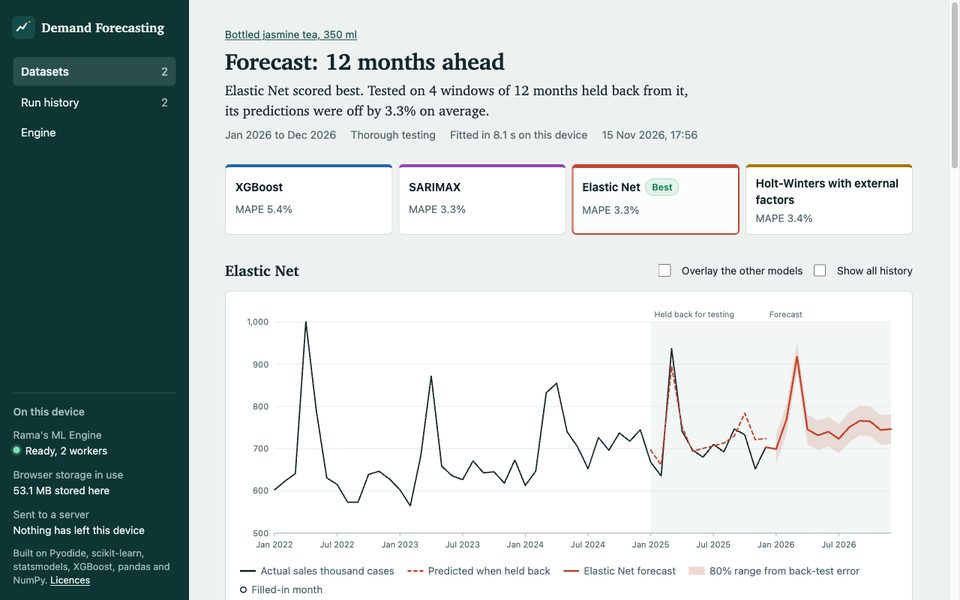 Demand Forecasting
Datasets 2
Run history 2
Engine
On this device
Rama's ML Engine
Ready, 2 workers
Browser storage in use
53.1 MB stored here
Sent to a server
Nothing has left this device
Built on Pyodide, scikit-learn,
statsmodels, XGBoost, pandas and
NumPy. Licences
Bottled jasmine tea, 350 ml
Forecast: 12 months ahead
Elastic Net scored best. Tested on 4 windows of 12 months held back from it,
its predictions were off by 3.3% on average.
Jan 2026 to Dec 2026 Thorough testing Fitted in 8.1 s on this device 15 Nov 2026, 17:56
XGBoost
MAPE 5.4%
SARIMAX
MAPE 3.3%
Elastic Net Best
MAPE 3.3%
Holt-Winters with external
factors
MAPE 3.4%
Elastic Net
Overlay the other models Show all history
Held back for testing Forecast
1,000
900
800
700
600
500
Jan 2022 Jul 2022 Jan 2023 Jul 2023 Jan 2024 Jul 2024 Jan 2025 Jul 2025 Jan 2026 Jul 2026
Actual sales thousand cases Predicted when held back Elastic Net forecast 80% range from back-test error
Filled-in month